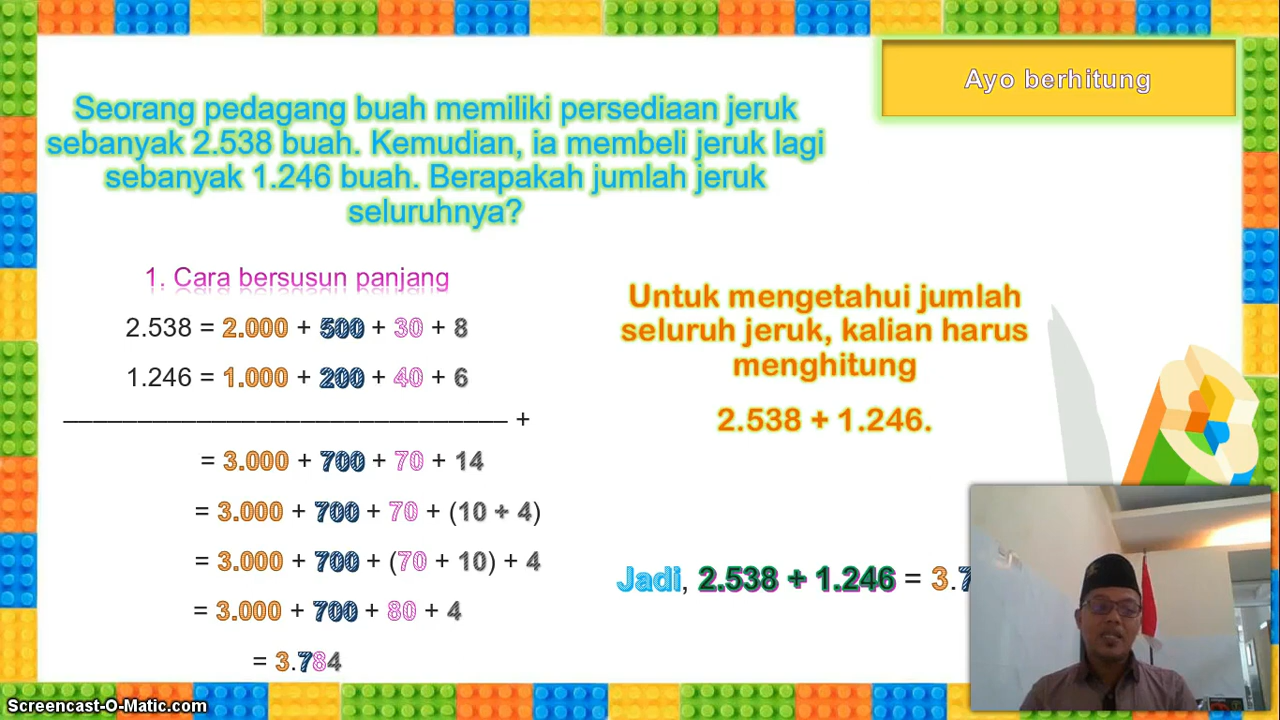 Ayo berhitung
Seorang pedagang buah memiliki persediaan jeruk
sebanyak 2.538 buah. Kemudian, ia membeli jeruk lagi
sebanyak 1.246 buah. Berapakah jumlah jeruk
seluruhnya?
1. Cara bersusun panjang
2.538 = 2.000 + 500 + 30 + 8
1.246 = 1.000 + 200 + 40 + 6
+
= 3.000 + 700 + 70 + 14
= 3.000 + 700 + 70 + (10 + 4)
= 3.000 + 700 + (70 + 10) + 4
= 3.000 + 700 + 80 + 4
= 3.784
Untuk mengetahui jumlah
seluruh jeruk, kalian harus
menghitung
2.538 + 1.246.
Jadi, 2.538 + 1.246 = 3.7
Screencast-O-Matic.com